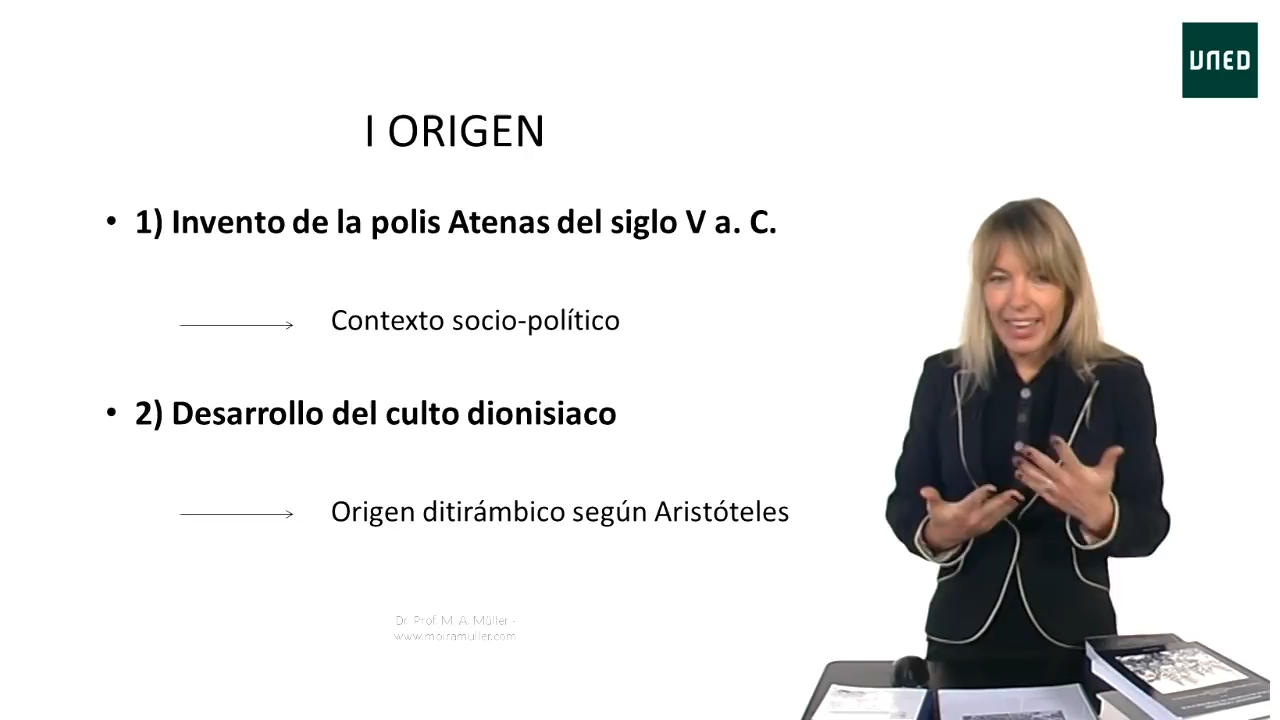 UNED
I ORIGEN
• 1) Invento de la polis Atenas del siglo V a. C.
Contexto socio-político
• 2) Desarrollo del culto dionisiaco
Origen ditirámbico según Aristóteles
Dr. Prof. M. A. Müller -
www.moiramuller.com